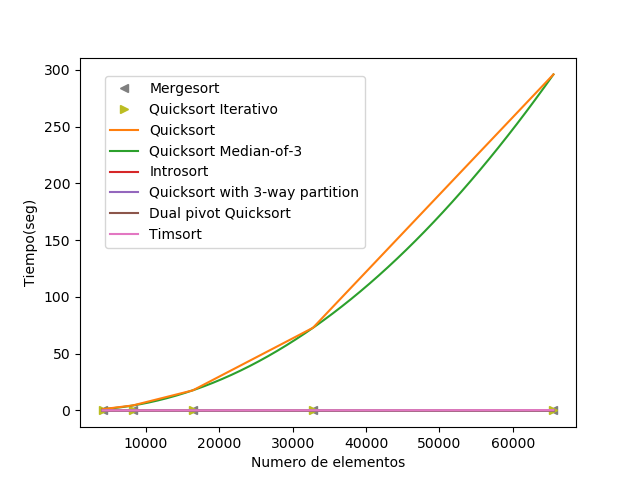 300
250
200
150
100
50
0
Tiempo(seg)
Mergesort
Quicksort Iterativo
Quicksort
Quicksort Median-of-3
Introsort
Quicksort with 3-way partition
Dual pivot Quicksort
Timsort
10000 20000 30000 40000 50000 60000
Numero de elementos